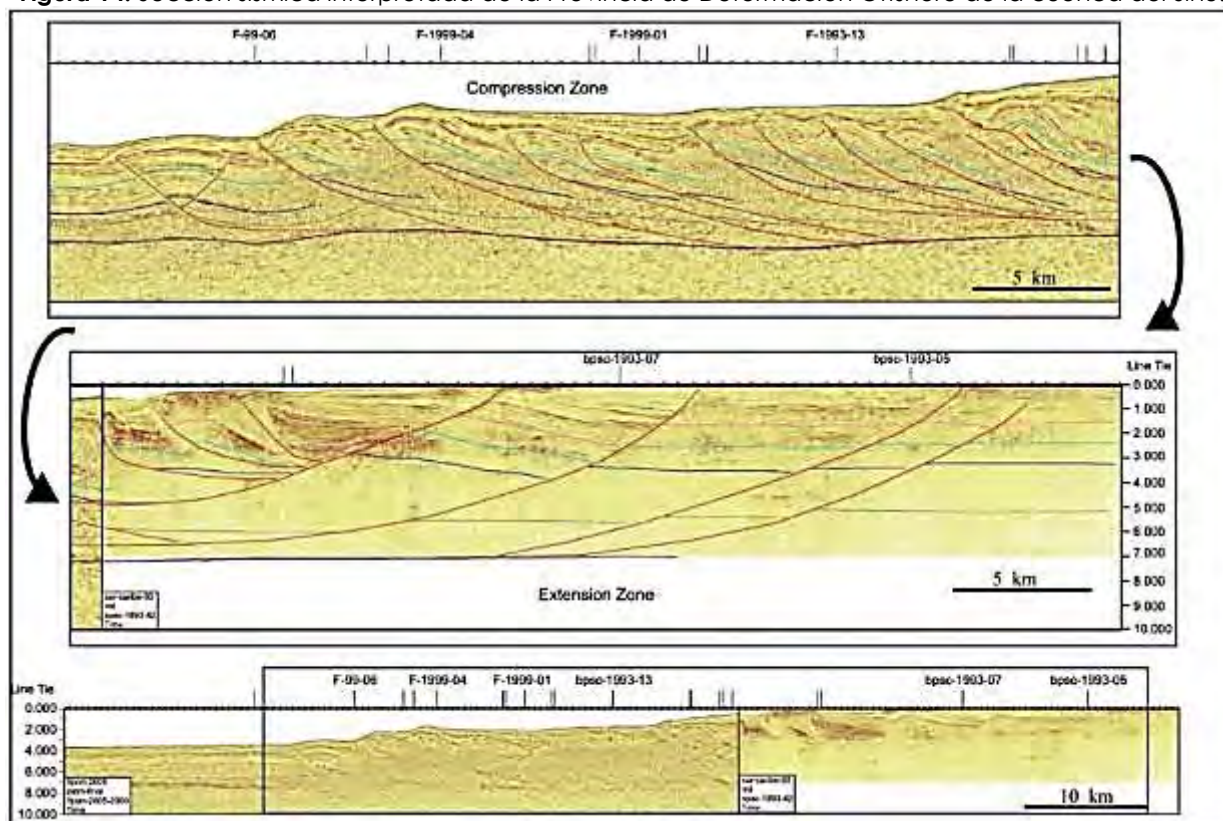 F-99-06 F-1999-04 F-1999-01 F-1993-13
Compression Zone
5 km
bpsc-1993-07 bpsc-1993-05
Line Tie
0.000
1.000
2.000
3.000
4.000
5.000
6.000
7.000
8.000
9.000
10.000
5 km
Extension Zone
Time
Line Tie
F-99-06 F-1999-04 F-1999-01 bpsc-1993-13 bpsc-1993-07 bpsc-1993-05
0.000
2.000
4.000
6.000
8.000
10.000
Time
Time
10 km